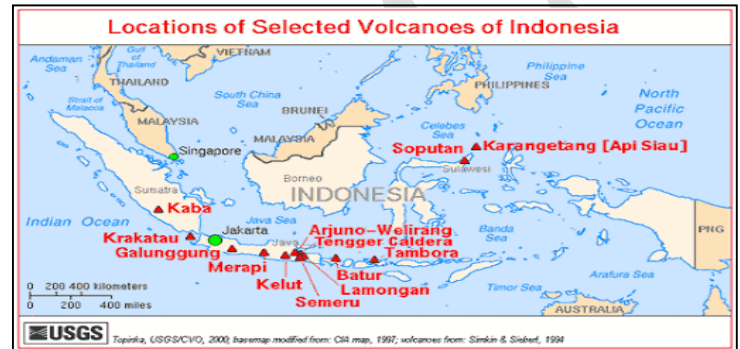 Locations of Selected Volcanoes of Indonesia
Andaman
Sea
Gulf
of
Thailand
VIETNAM
THAILAND
Strait of
Malacca
MALAYSIA
South China
Sea
BRUNEI
MALAYSIA
Singapore
PHILIPPINES
Philippine
Sea
North
Pacific
Ocean
Celebes
Sea
Soputan
Karangetang [Api Siau]
Sulawesi
Borneo
INDONESIA
Sumatra
Kaba
Indian Ocean
Java Sea
Jakarta
Krakatau
Galunggung
Merapi
Kelut
Java
Arjuno-Welirang
Tengger Caldera
Semeru
Lamongan
Batur
Tambora
Banda
Sea
PNG
Arafura Sea
Timor Sea
AUSTRALIA
0 200 400 kilometers
0 200 400 miles
USGS
Topinka, USGS/CVO, 2000; basemap modified from: CIA map, 1997; volcanoes from: Simkin & Siebert, 1994